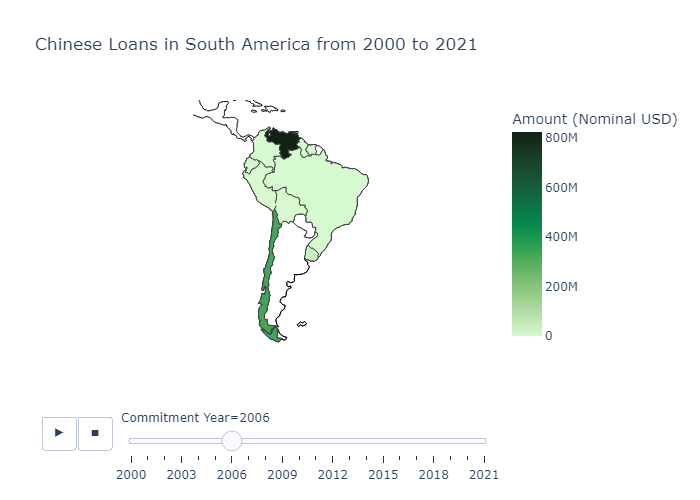 Chinese Loans in South America from 2000 to 2021
Amount (Nominal USD)
800M
600M
400M
200M
0
Commitment Year=2006
2000 2003 2006 2009 2012 2015 2018 2021